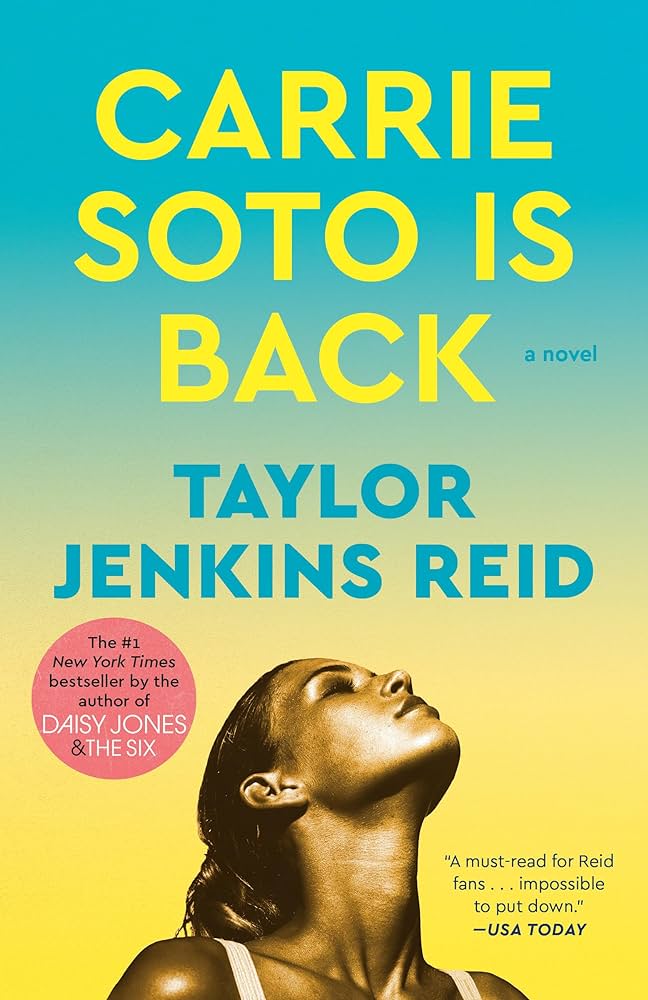 CARRIE
SOTO IS
BACK
a novel
TAYLOR
JENKINS REID
The #1
New York Times
bestseller by the
author of
DAISY JONES
&THE SIX
“A must-read for Reid
fans . . . impossible
to put down.”
—USA TODAY